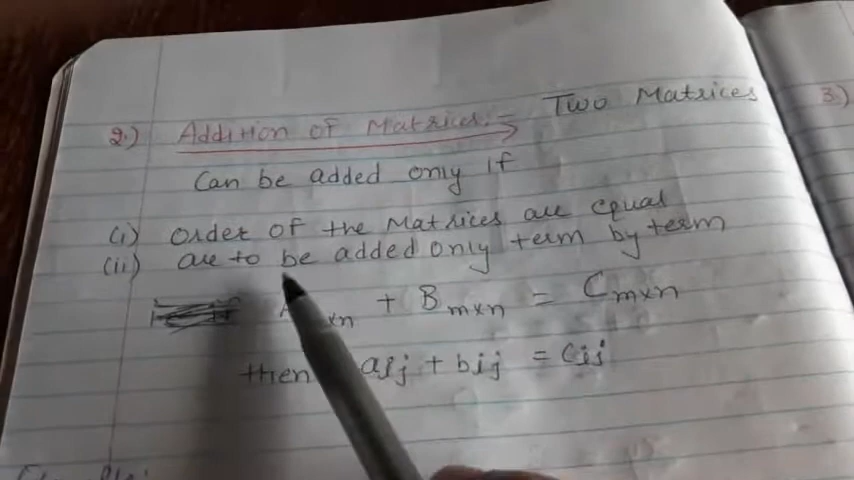 2.) Addition of Matrices:- Two Matrices
Can be added only if
(i) Order of the Matrices are equal
(ii) are to be added only term by term
xn + Bmxn = Cmxn
then aij + bij = Cij
3.)